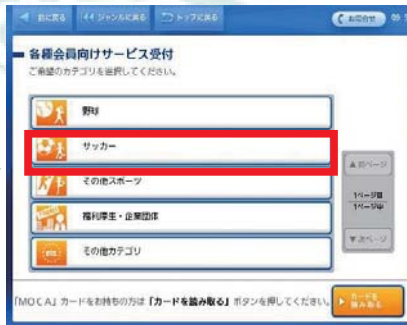 前に戻る ジャンルに戻る トップに戻る お問合せ
各種会員向けサービス受付
ご希望のカテゴリを選択してください。
野球
サッカー
その他スポーツ
福利厚生・企業団体
その他カテゴリ
▲前ページ
1ページ目
1ページ中
▼次ページ
「MOCA」カードをお持ちの方は「カードを読み取る」ボタンを押してください。
カードを
読み取る